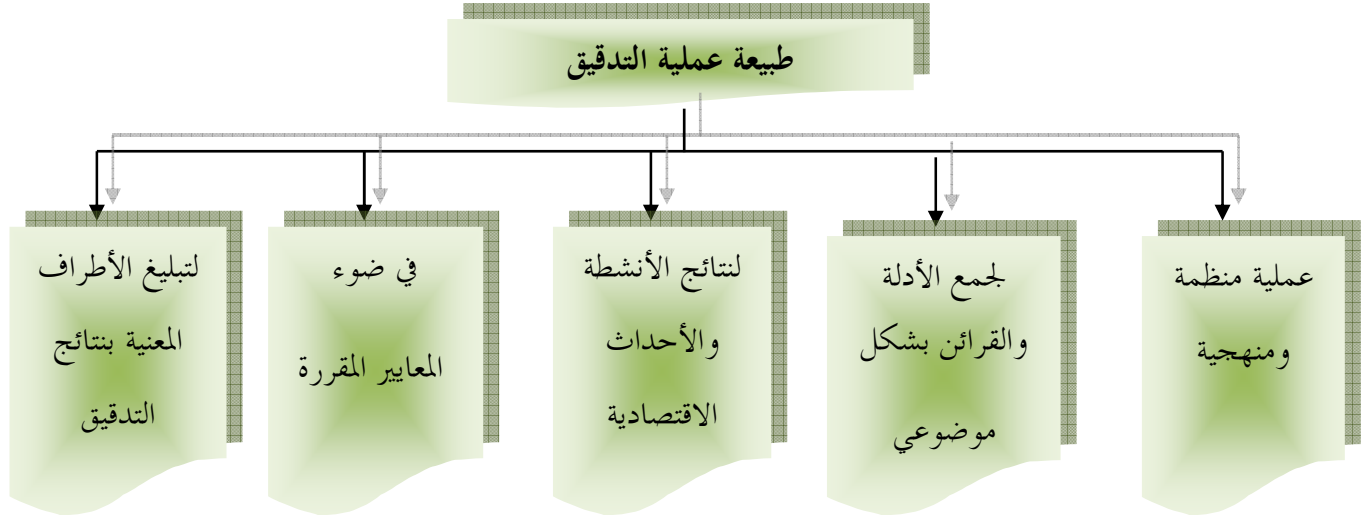 طبيعة عملية التدقيق
عملية منظمة
ومنهجية
لجمع الأدلة
والقرائن بشكل
موضوعي
لنتائج الأنشطة
والأحداث
الاقتصادية
في ضوء
المعايير المقررة
لتبليغ الأطراف
المعنية بنتائج
التدقيق